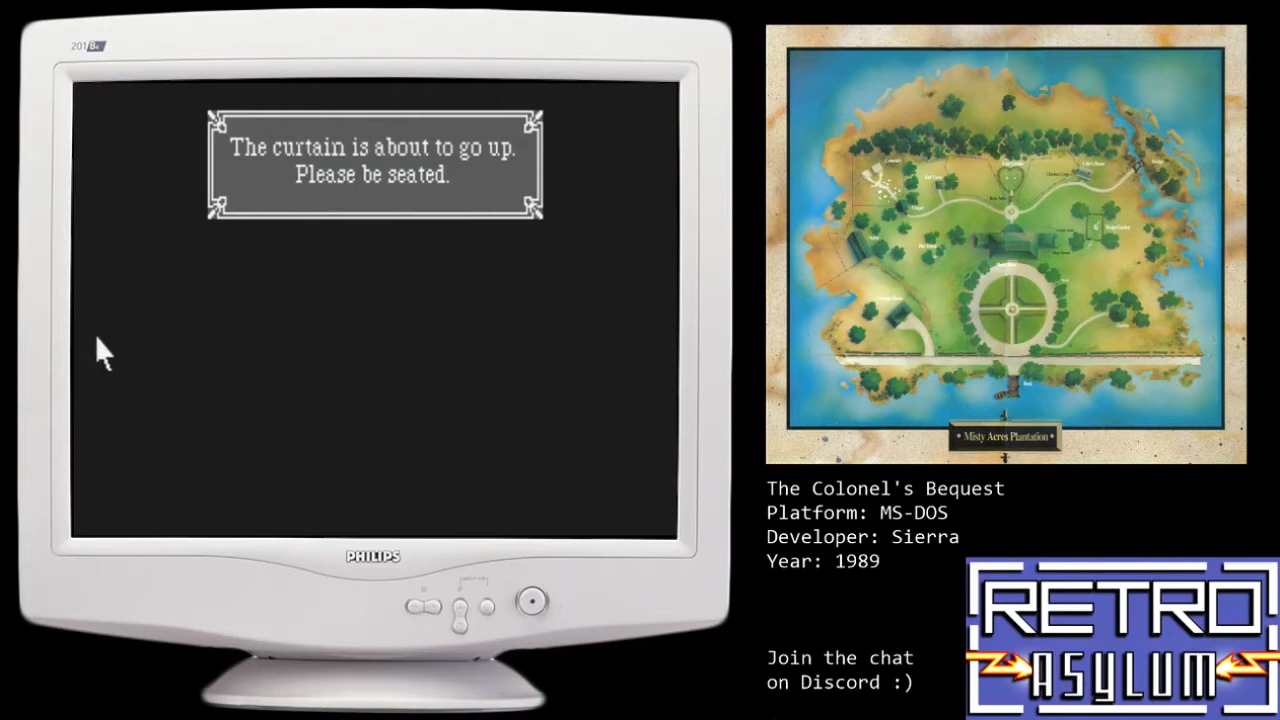 201B4
The curtain is about to go up.
Please be seated.
PHILIPS
• Misty Acres Plantation •
The Colonel's Bequest
Platform: MS-DOS
Developer: Sierra
Year: 1989
Join the chat
on Discord :)
RETRO
ASYLUM